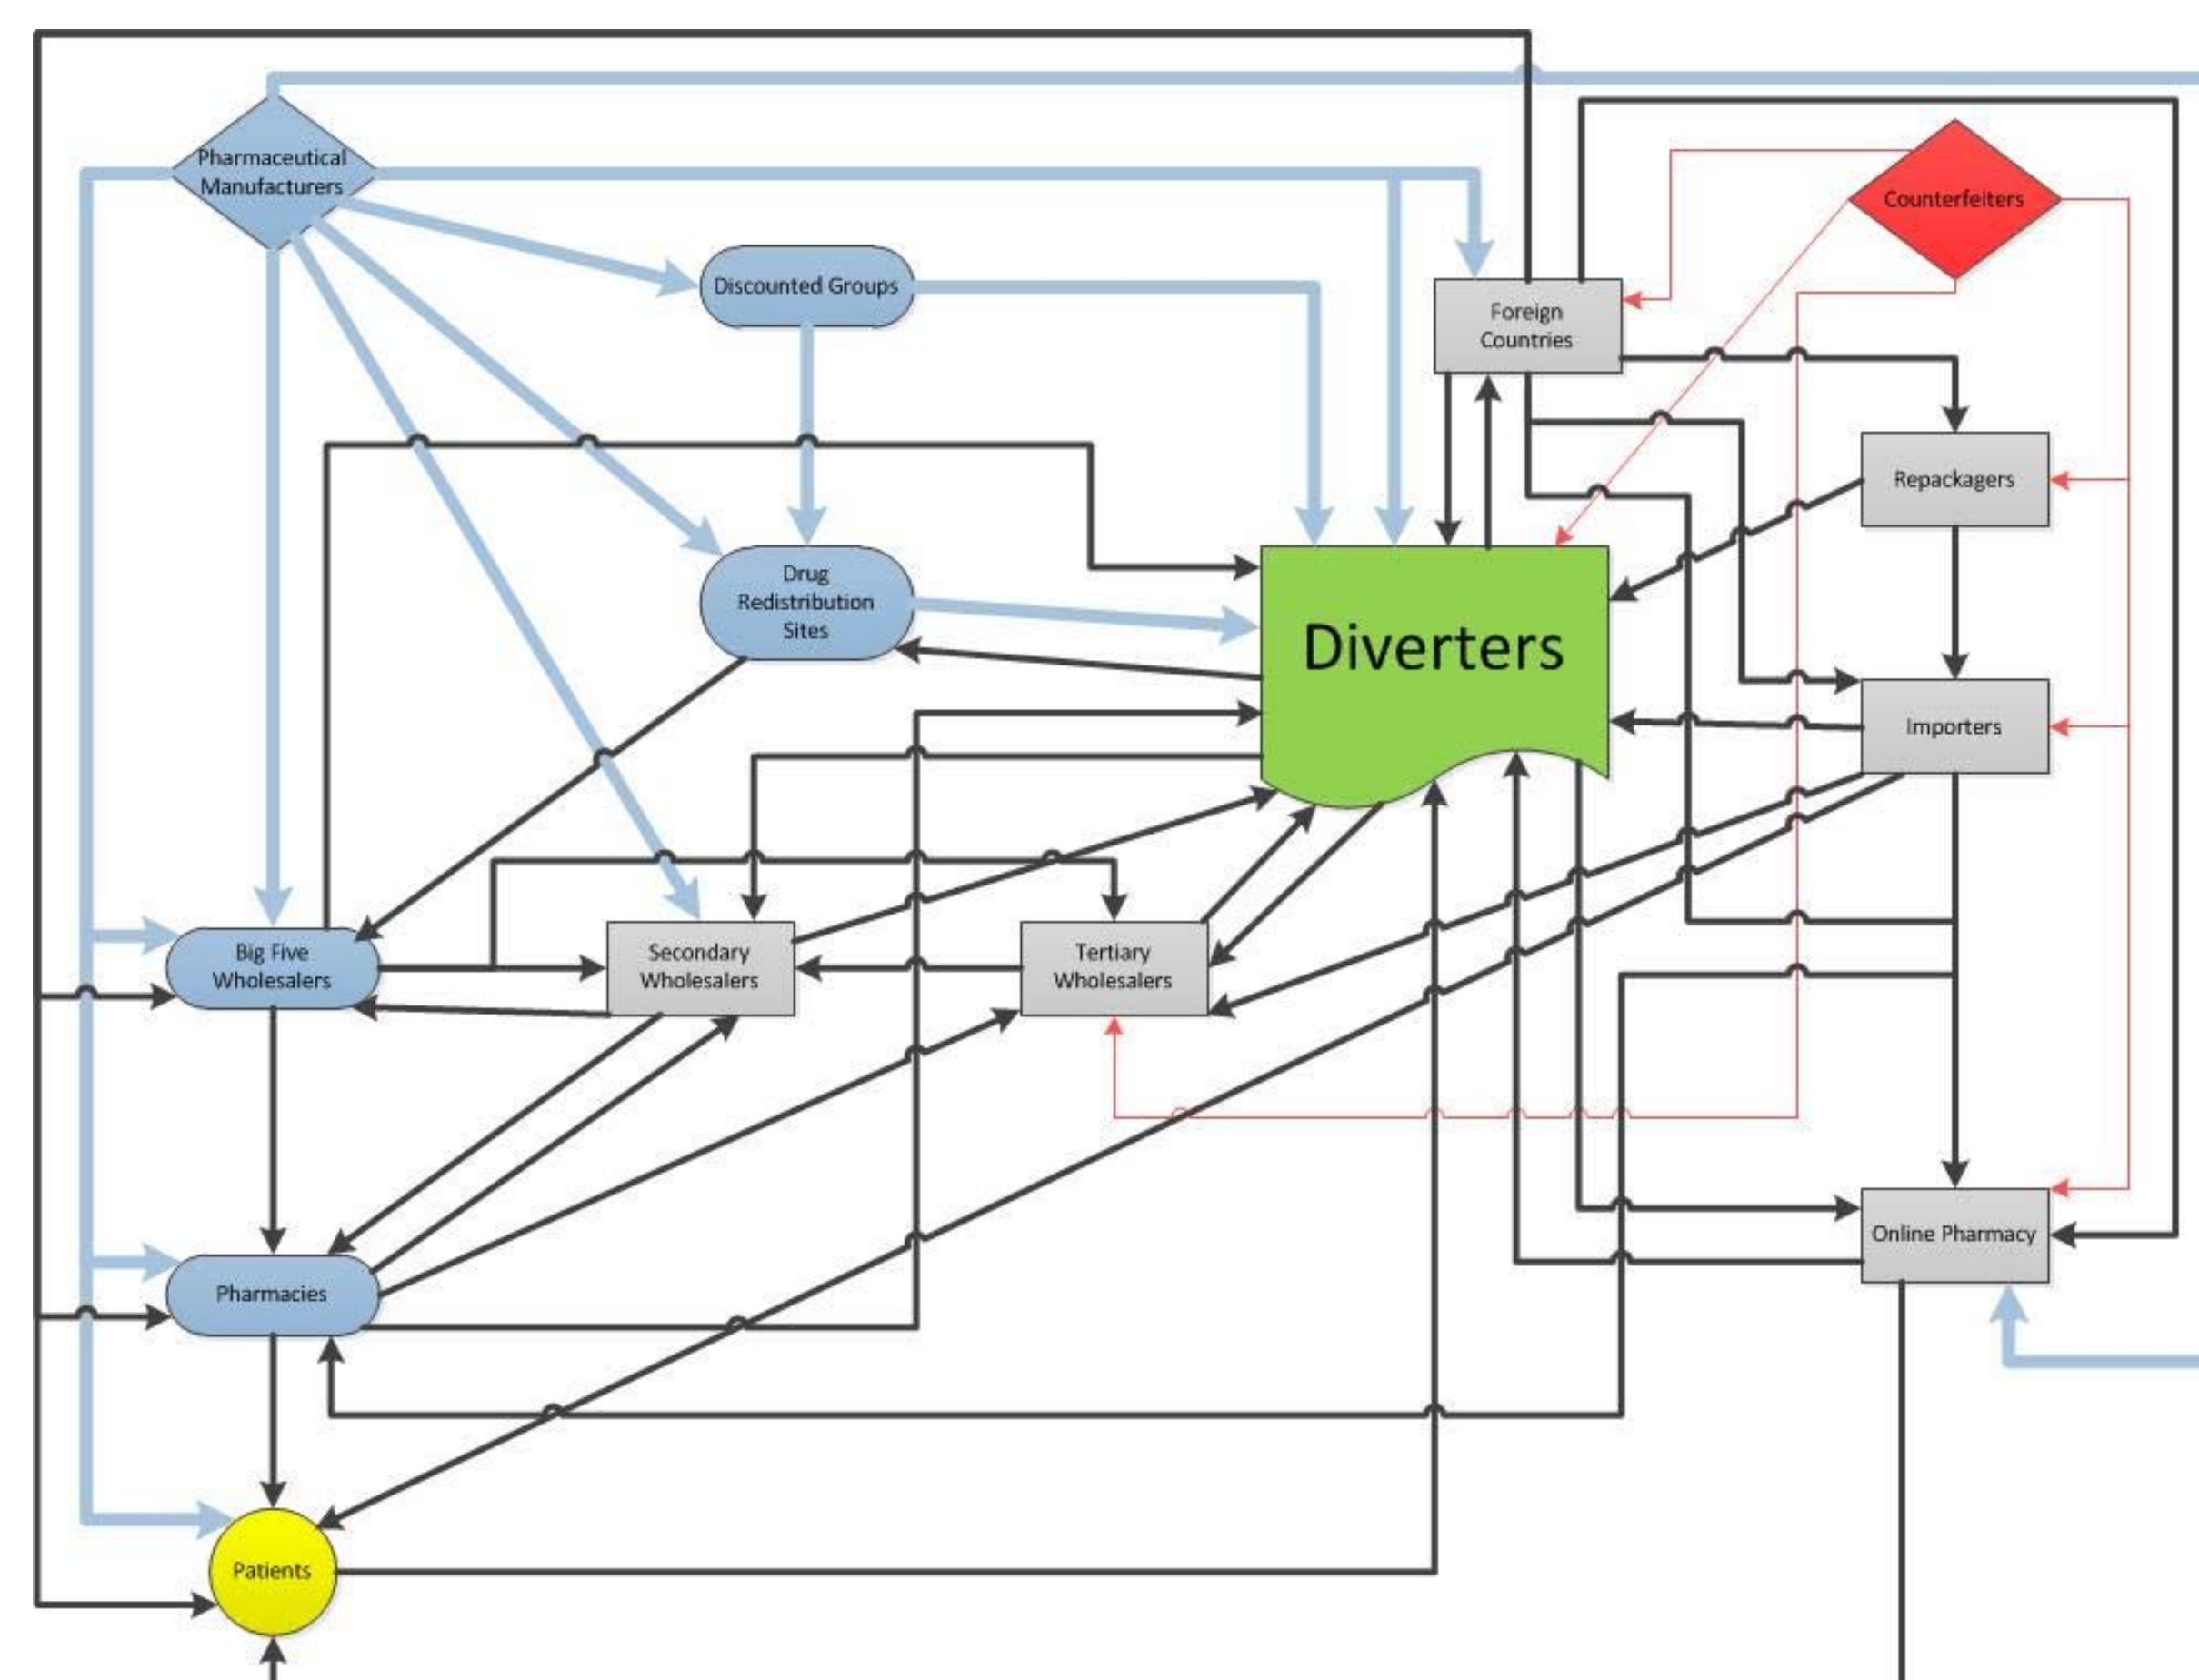 Pharmaceutical
Manufacturers
Counterfeiters
Discounted Groups
Foreign
Countries
Repackagers
Drug
Redistribution
Sites
Diverters
Importers
Big Five
Wholesalers
Secondary
Wholesalers
Tertiary
Wholesalers
Online Pharmacy
Pharmacies
Patients